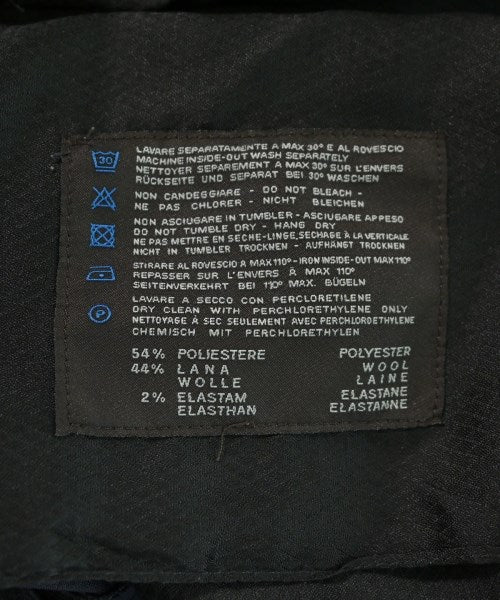 30
LAVARE SEPARATAMENTE A MAX 30° E AL ROVESCIO
MACHINE INSIDE-OUT WASH SEPARATELY
NETTOYER SEPAREMENT A MAX 30° SUR L'ENVERS
RÜCKSEITE UND SEPARAT BEI 30° WASCHEN
NON CANDEGGIARE - DO NOT BLEACH -
NE PAS CHLORER - NICHT BLEICHEN
NON ASCIUGARE IN TUMBLER - ASCIUGARE APPESO
DO NOT TUMBLE DRY - HANG DRY
NE PAS METTRE EN SECHE-LINGE, SECHAGE À LA VERTICALE
NICHT IN TUMBLER TROCKNEN - AUFHÄNGT TROCKNEN
STIRARE AL ROVESCIO A MAX 110° - IRON INSIDE-OUT MAX 110°
REPASSER SUR L'ENVERS À MAX 110°
SEITENVERKEHRT BEI 110° MAX. BÜGELN
P
LAVARE A SECCO CON PERCLORETILENE
DRY CLEAN WITH PERCHLORETHYLENE ONLY
NETTOYAGE À SEC SEULEMENT AVEC PERCHLOROETHYLENE
CHEMISCH MIT PERCHLORETHYLEN
54% POLIESTERE POLYESTER
44% LANA WOOL
WOLLE LAINE
2% ELASTAM ELASTANE
ELASTHAN ELASTANNE